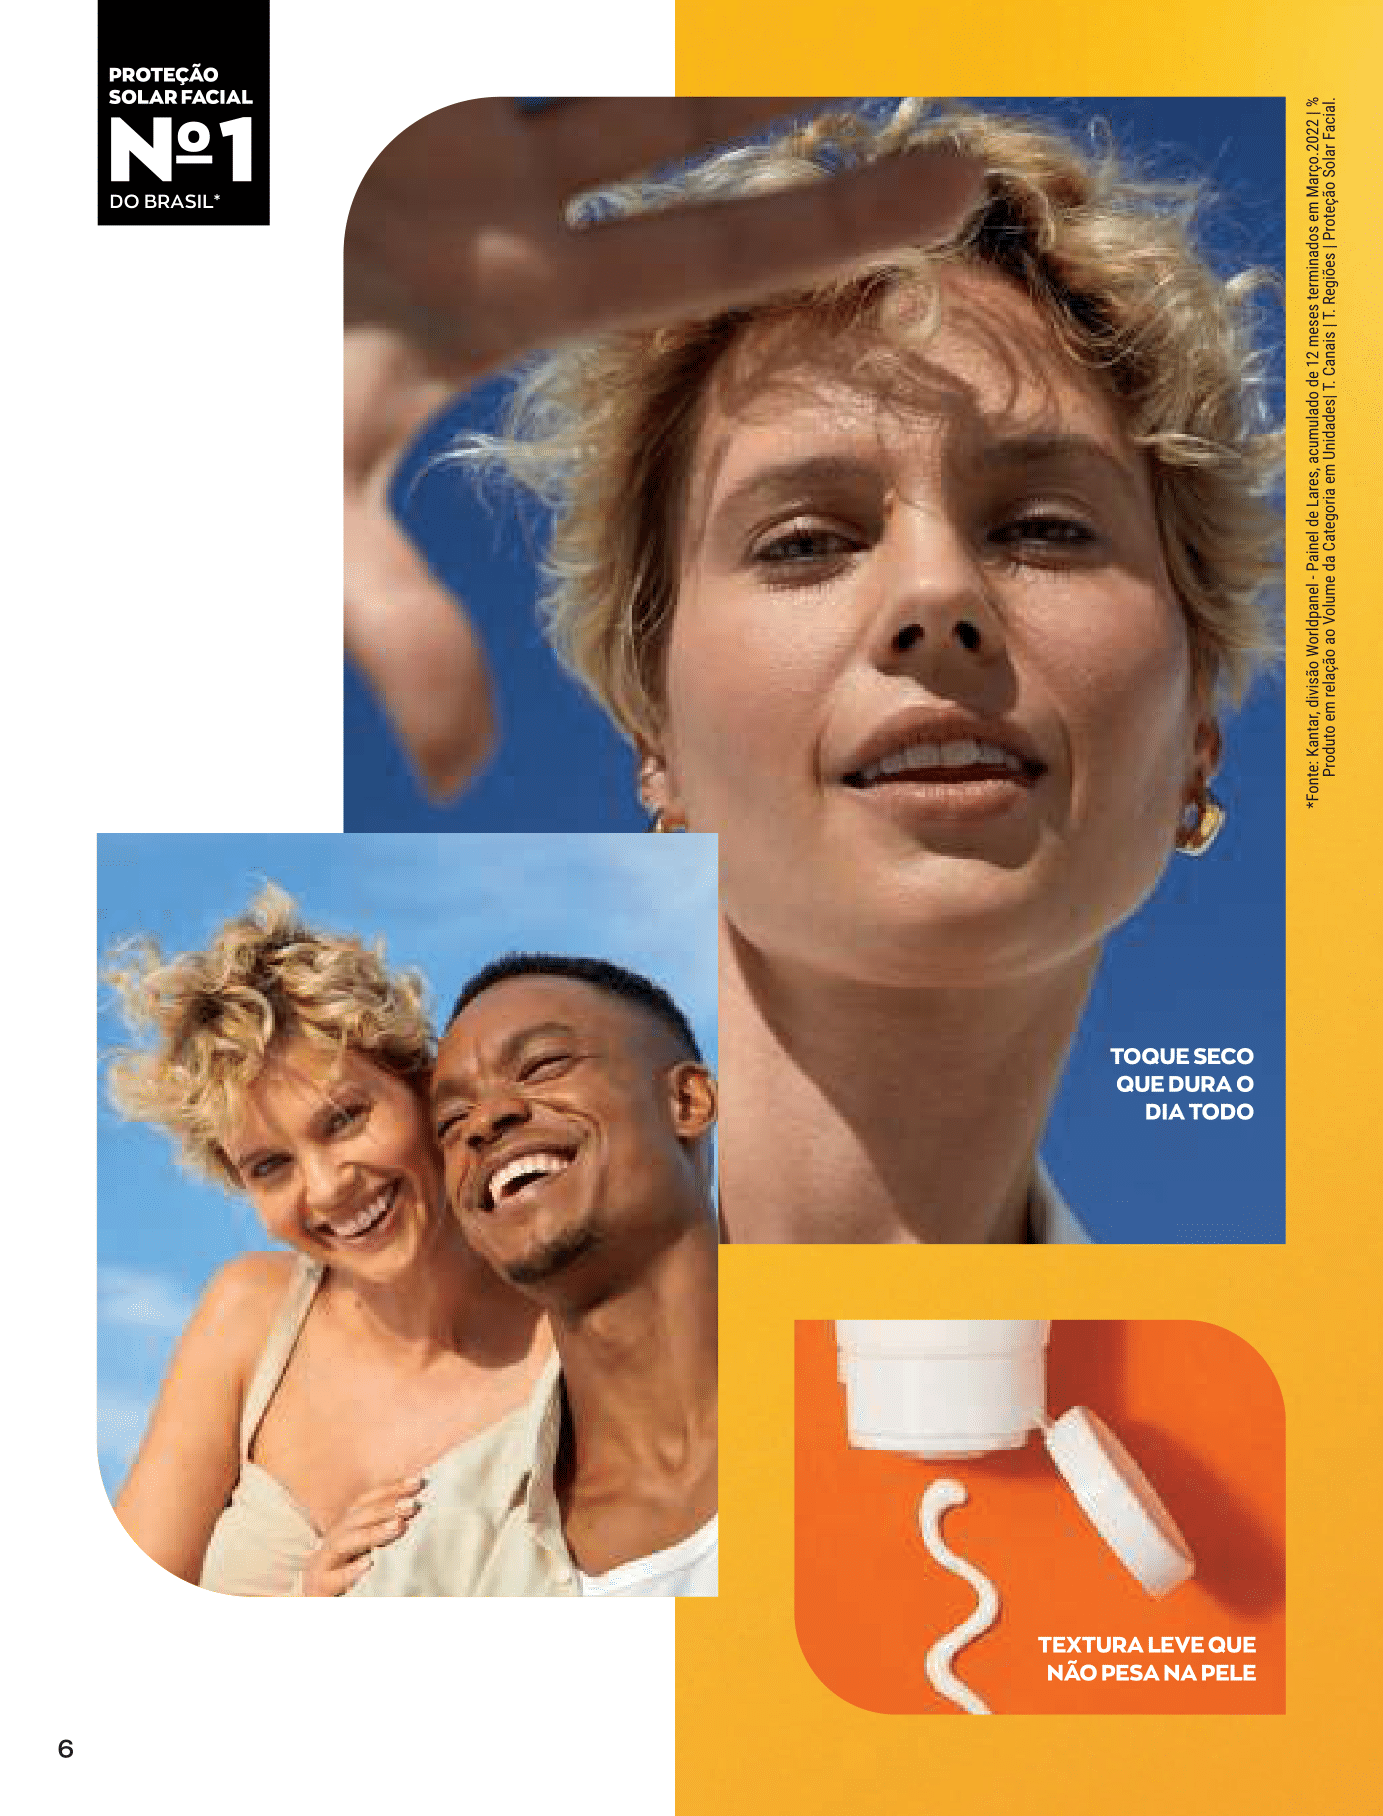 PROTEÇÃO
SOLAR FACIAL
Nº1
DO BRASIL*
*Fonte: Kantar, divisão Worldpanel - Painel de Lares, acumulado de 12 meses terminados em Março.2022 | %
Produto em relação ao Volume da Categoria em Unidades| T. Canais | T. Regiões | Proteção Solar Facial.
TOQUE SECO
QUE DURA O
DIA TODO
TEXTURA LEVE QUE
NÃO PESA NA PELE
6